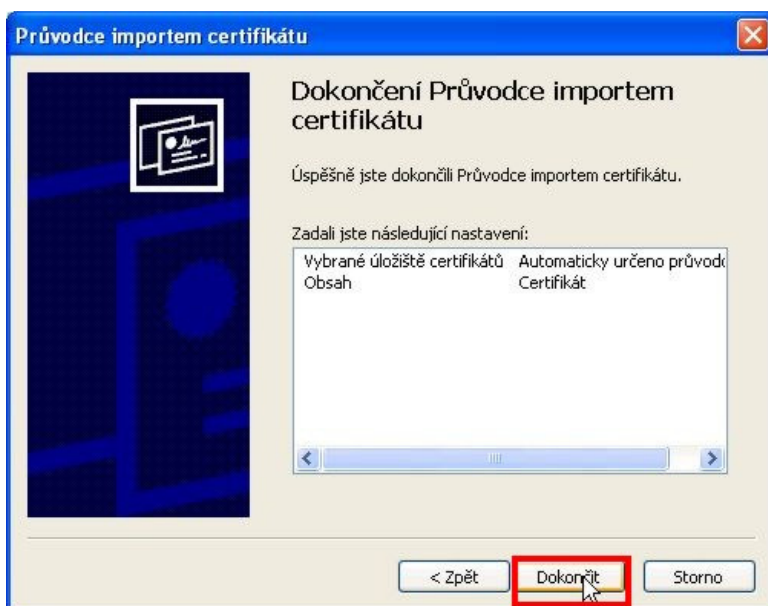 Průvodce importem certifikátu
Dokončení Průvodce importem
certifikátu
Úspěšně jste dokončili Průvodce importem certifikátu.
Zadali jste následující nastavení:
Vybrané úložiště certifikátů Automaticky určeno průvodc
Obsah Certifikát
< Zpět Dokončit Storno